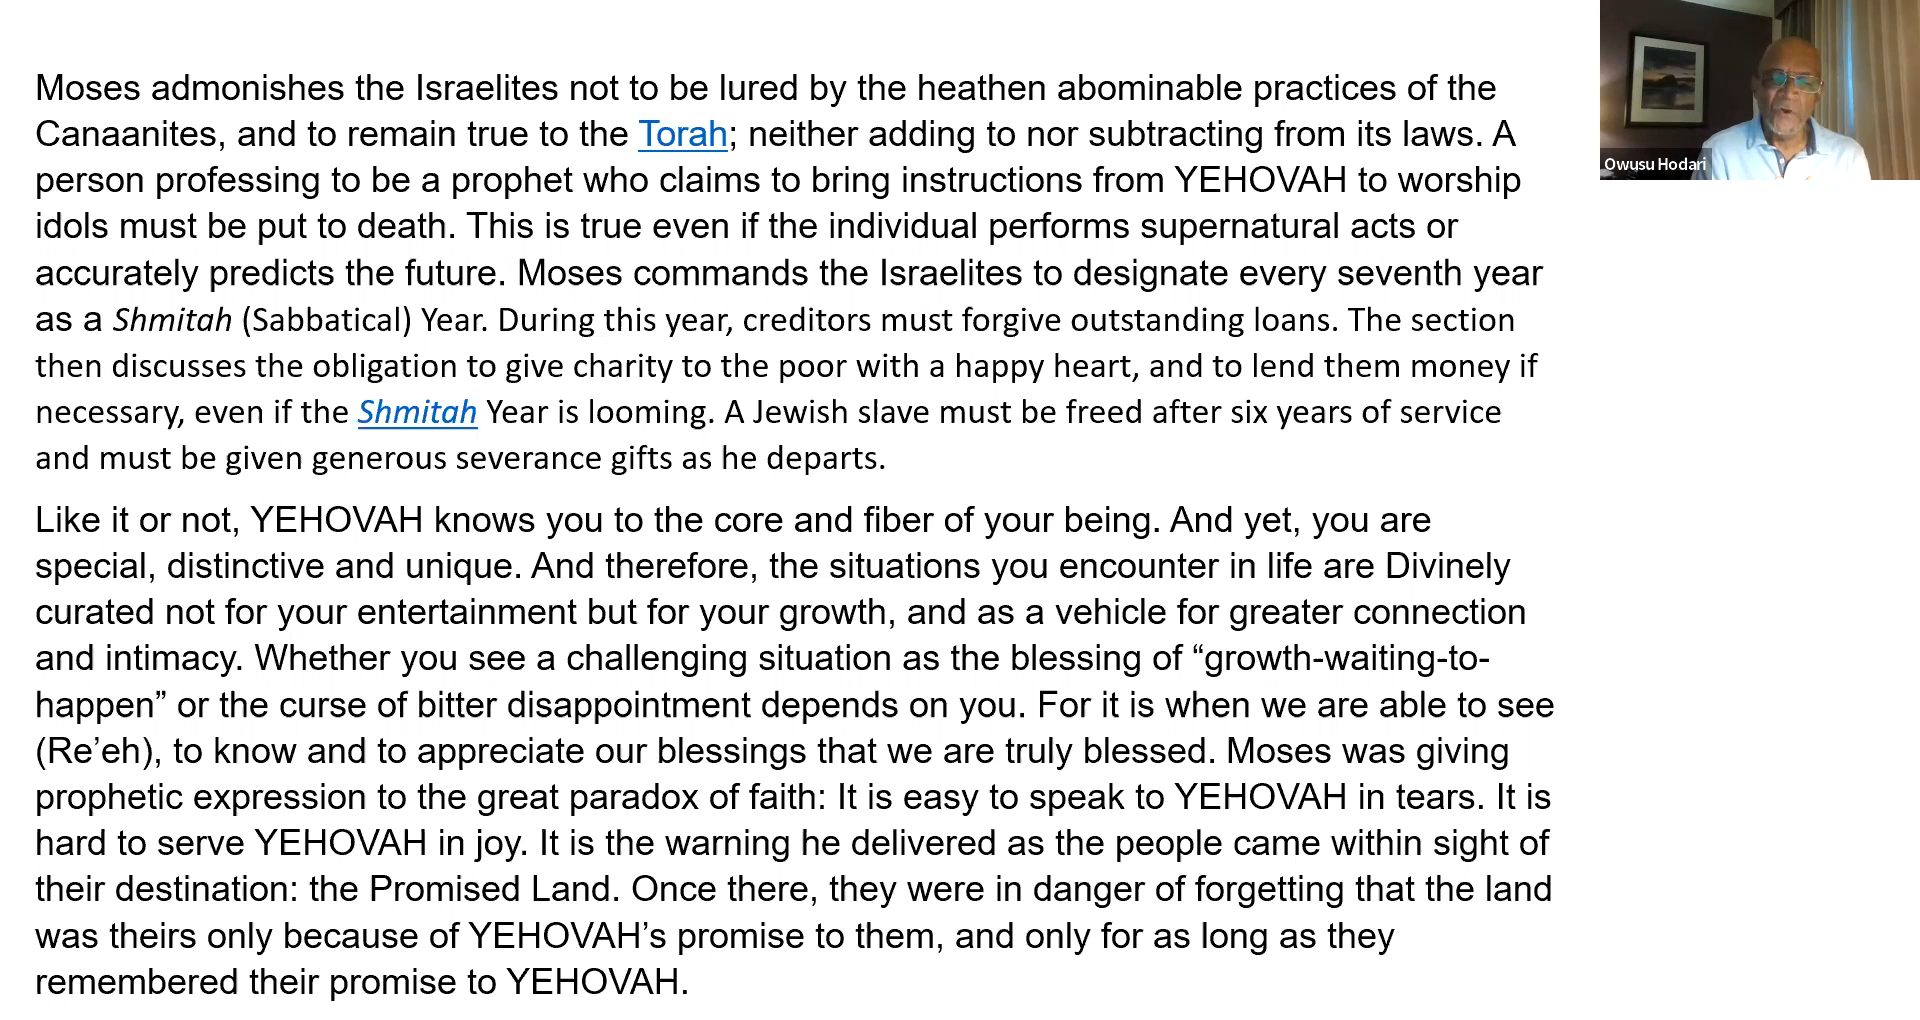 Moses admonishes the Israelites not to be lured by the heathen abominable practices of the
Canaanites, and to remain true to the Torah; neither adding to nor subtracting from its laws. A
person professing to be a prophet who claims to bring instructions from YEHOVAH to worship
idols must be put to death. This is true even if the individual performs supernatural acts or
accurately predicts the future. Moses commands the Israelites to designate every seventh year
as a Shmitah (Sabbatical) Year. During this year, creditors must forgive outstanding loans. The section
then discusses the obligation to give charity to the poor with a happy heart, and to lend them money if
necessary, even if the Shmitah Year is looming. A Jewish slave must be freed after six years of service
and must be given generous severance gifts as he departs.
Like it or not, YEHOVAH knows you to the core and fiber of your being. And yet, you are
special, distinctive and unique. And therefore, the situations you encounter in life are Divinely
curated not for your entertainment but for your growth, and as a vehicle for greater connection
and intimacy. Whether you see a challenging situation as the blessing of “growth-waiting-to-
happen” or the curse of bitter disappointment depends on you. For it is when we are able to see
(Re’eh), to know and to appreciate our blessings that we are truly blessed. Moses was giving
prophetic expression to the great paradox of faith: It is easy to speak to YEHOVAH in tears. It is
hard to serve YEHOVAH in joy. It is the warning he delivered as the people came within sight of
their destination: the Promised Land. Once there, they were in danger of forgetting that the land
was theirs only because of YEHOVAH’s promise to them, and only for as long as they
remembered their promise to YEHOVAH.
Owusu Hodari